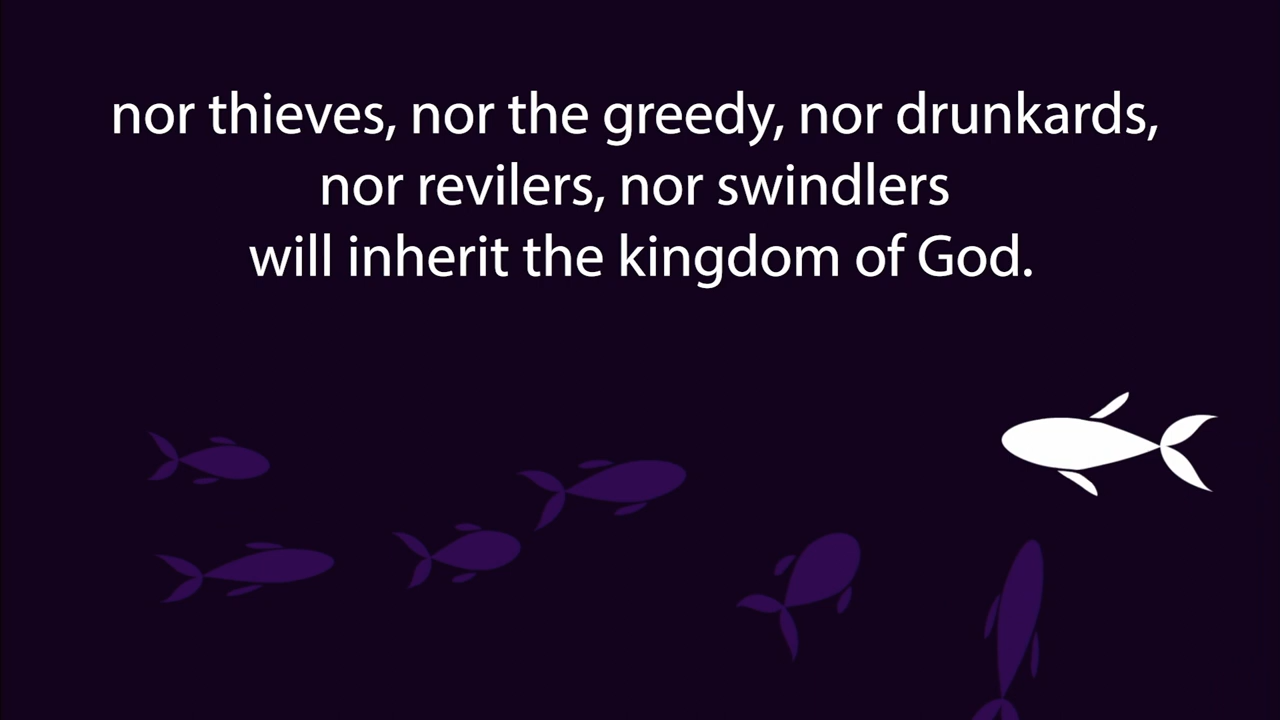 nor thieves, nor the greedy, nor drunkards,
nor revilers, nor swindlers
will inherit the kingdom of God.